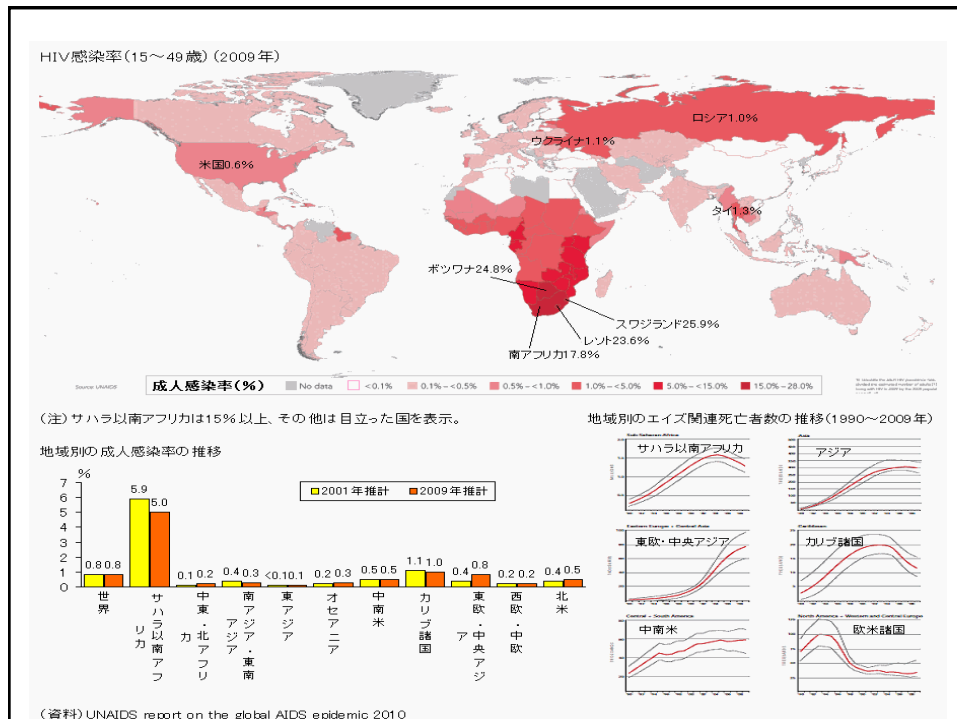 HIV感染率(15～49歳)(2009年)
ロシア1.0%
ウクライナ1.1%
米国0.6%
タイ1.3%
ボツワナ24.8%
スワジランド25.9%
レソト23.6%
南アフリカ17.8%
Source: UNAIDS
成人感染率(%)
No data
<0.1%
0.1%–<0.5%
0.5%–<1.0%
1.0%–<5.0%
5.0%–<15.0%
15.0%–28.0%
(注)サハラ以南アフリカは15%以上、その他は目立った国を表示。
地域別の成人感染率の推移
%
7
6
5
4
3
2
1
0
2001年推計
2009年推計
0.8 0.8
5.9 5.0
0.1 0.2
0.4 0.3
<0.1 0.1
0.2 0.3
0.5 0.5
1.1 1.0
0.4 0.8
0.2 0.2
0.4 0.5
世界
サハラ以南アフリカ
中東・北アフリカ
南アジア・東南アジア
東アジア
オセアニア
中南米
カリブ諸国
東欧・中央アジア
西欧・中欧
北米
地域別のエイズ関連死亡者数の推移(1990～2009年)
Sub-Saharan Africa
サハラ以南アフリカ
Asia
アジア
Eastern Europe + Central Asia
東欧・中央アジア
Caribbean
カリブ諸国
Central + South America
中南米
North America + Western and Central Europe
欧米諸国
(資料)UNAIDS report on the global AIDS epidemic 2010